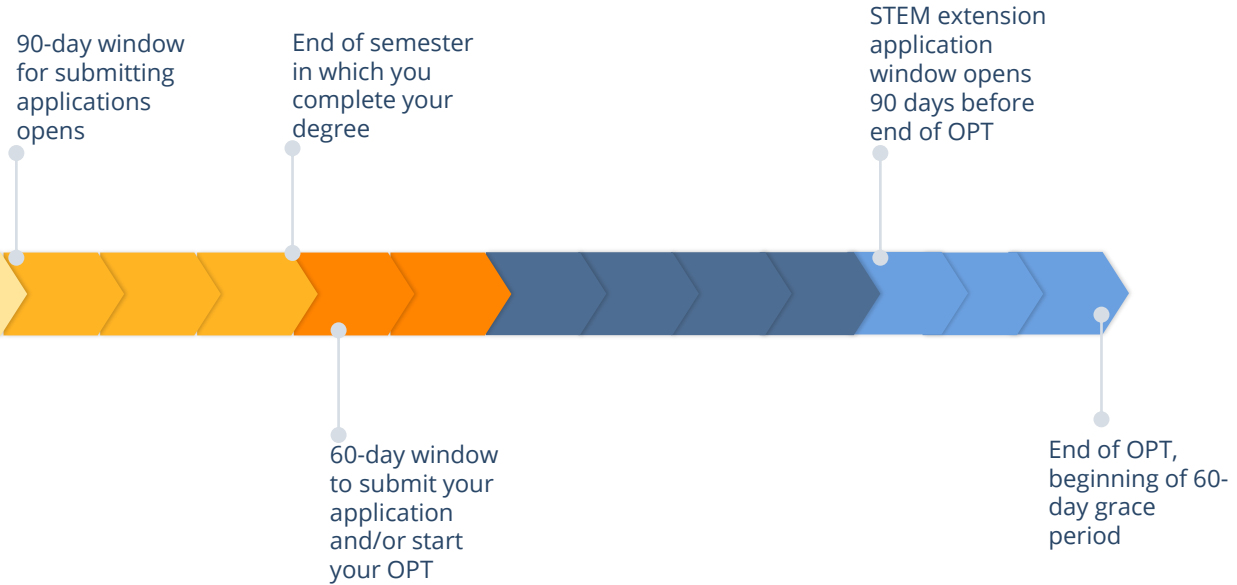 90-day window
for submitting
applications
opens
End of semester
in which you
complete your
degree
STEM extension
application
window opens
90 days before
end of OPT
60-day window
to submit your
application
and/or start
your OPT
End of OPT,
beginning of 60-
day grace
period